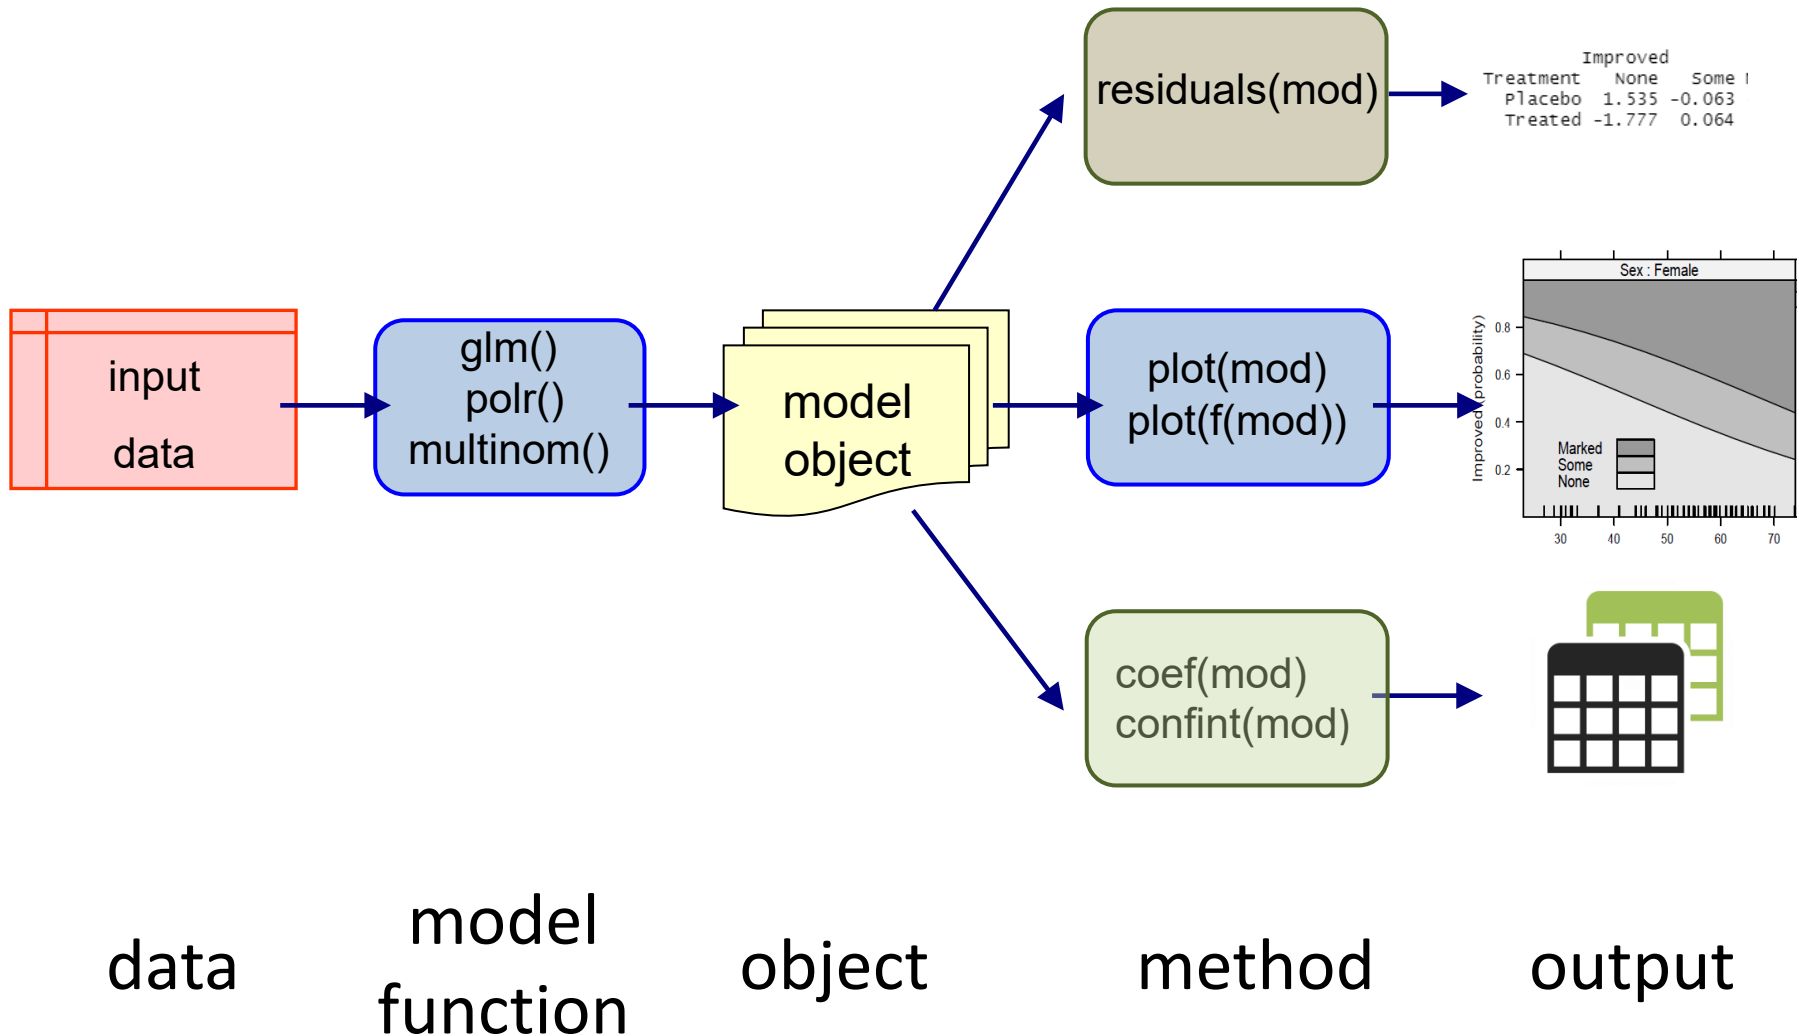 residuals(mod)
Improved
Treatment None Some
Placebo 1.535 -0.063
Treated -1.777 0.064
input
data
glm()
polr()
multinom()
model
object
plot(mod)
plot(f(mod))
Sex : Female
Improved (probability)
0.8
0.6
0.4
0.2
Marked
Some
None
30 40 50 60 70
coef(mod)
confint(mod)
data
model
function
object
method
output